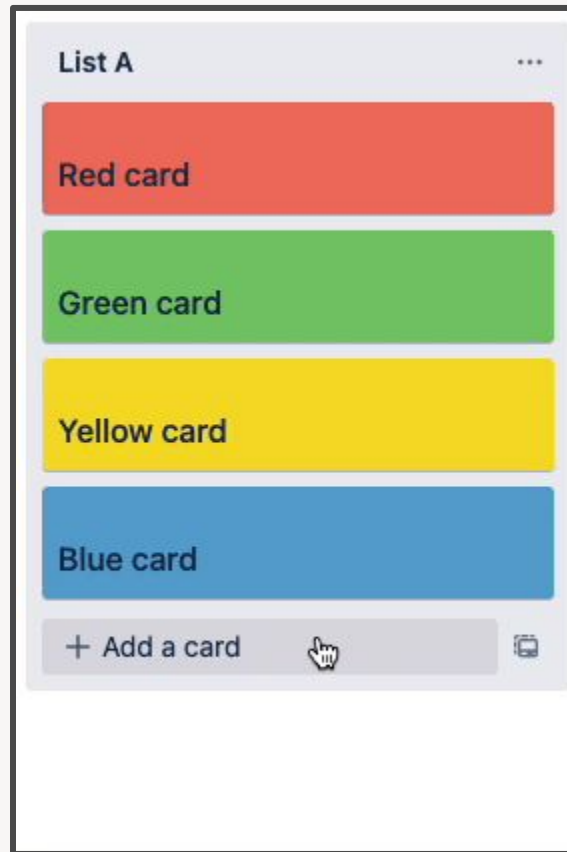 List A
Red card
Green card
Yellow card
Blue card
+ Add a card